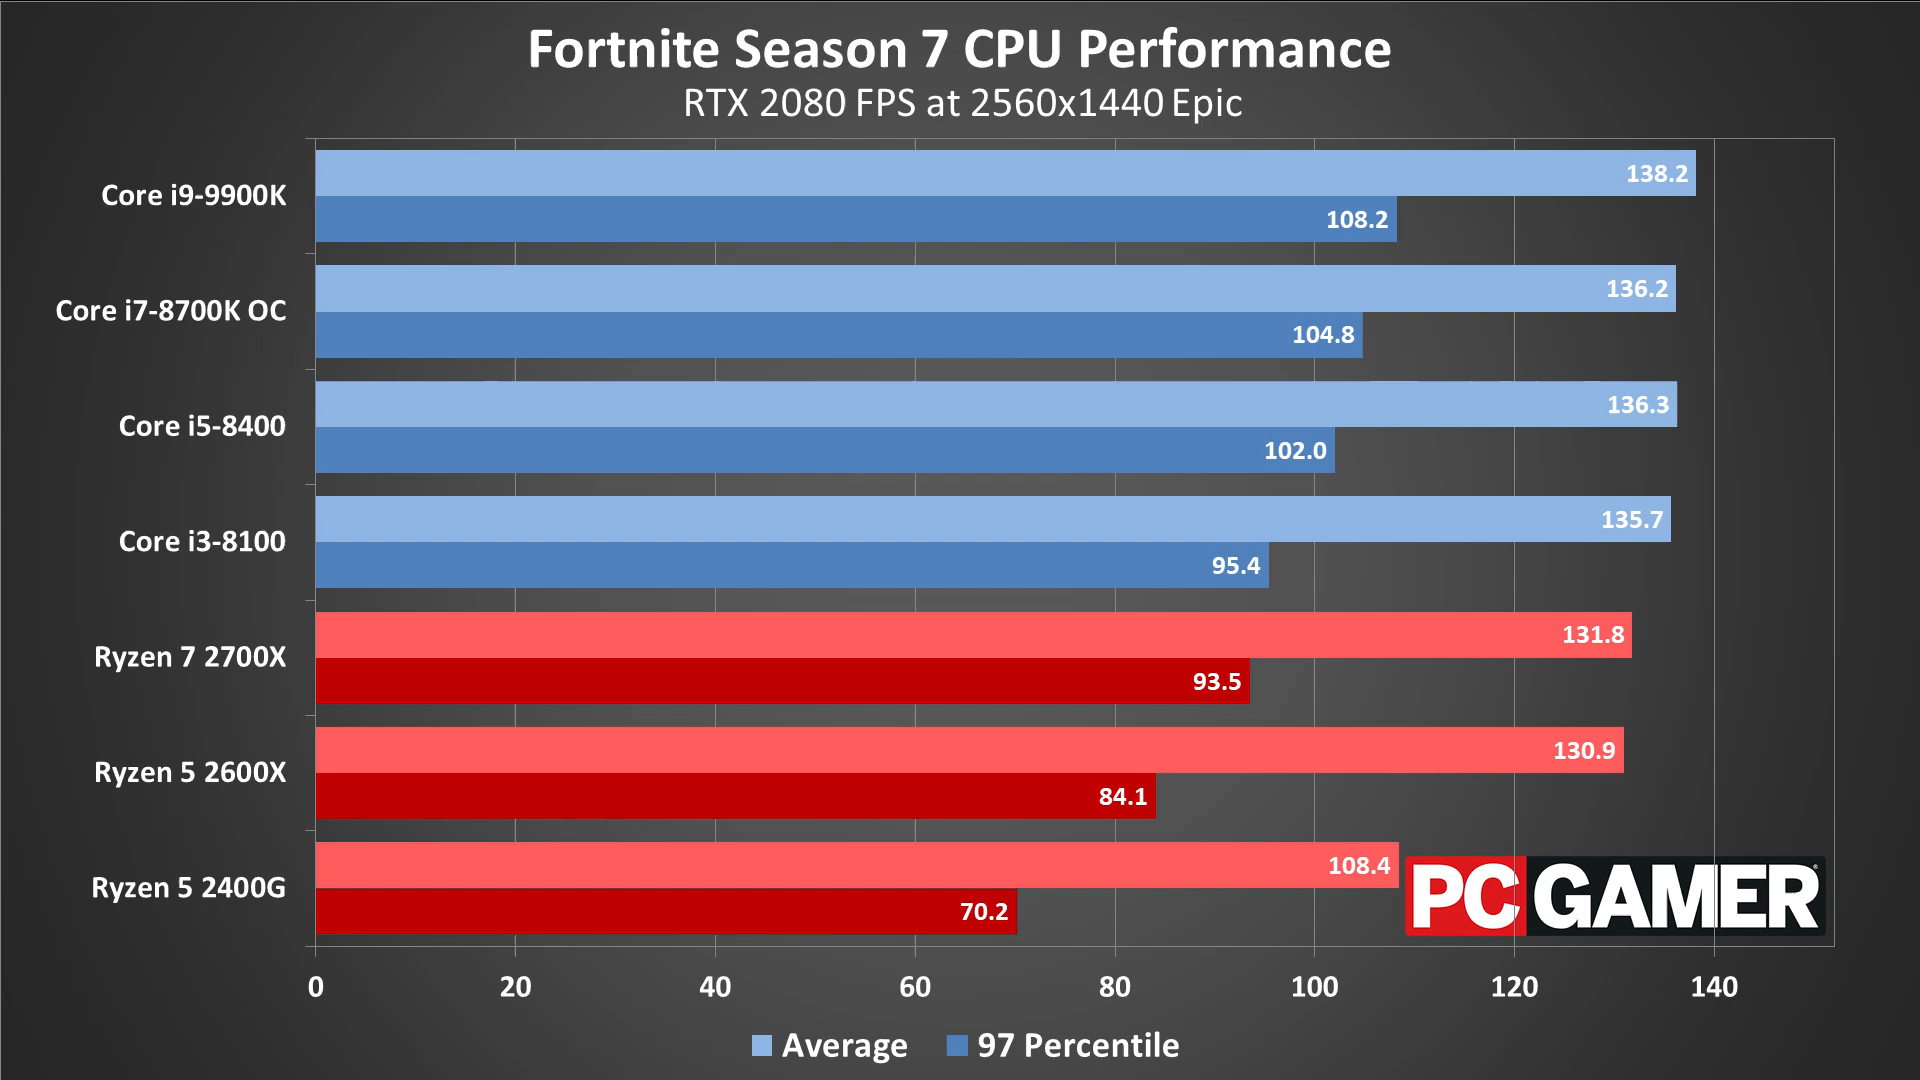 Fortnite Season 7 CPU Performance
RTX 2080 FPS at 2560x1440 Epic
Core i9-9900K
138.2
108.2
Core i7-8700K OC
136.2
104.8
Core i5-8400
136.3
102.0
Core i3-8100
135.7
95.4
Ryzen 7 2700X
131.8
93.5
Ryzen 5 2600X
130.9
84.1
Ryzen 5 2400G
108.4
70.2
PC GAMER
0 20 40 60 80 100 120 140
Average 97 Percentile